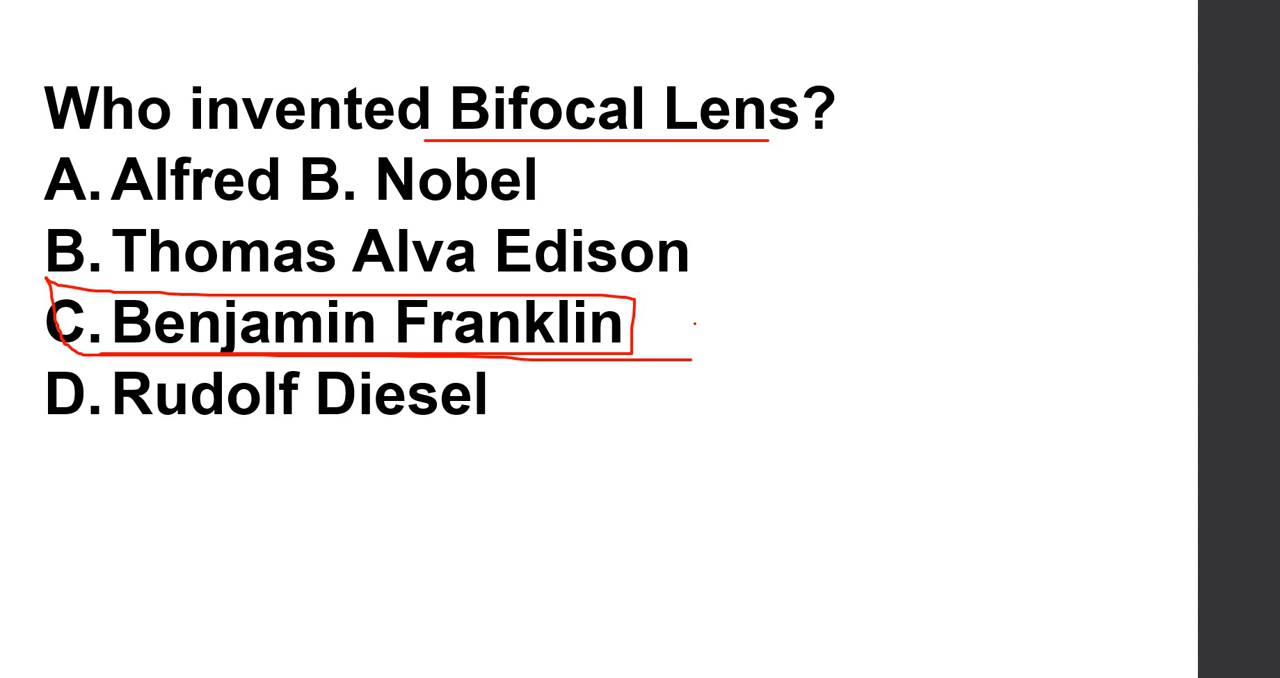 Who invented Bifocal Lens?
A. Alfred B. Nobel
B. Thomas Alva Edison
C. Benjamin Franklin
D. Rudolf Diesel